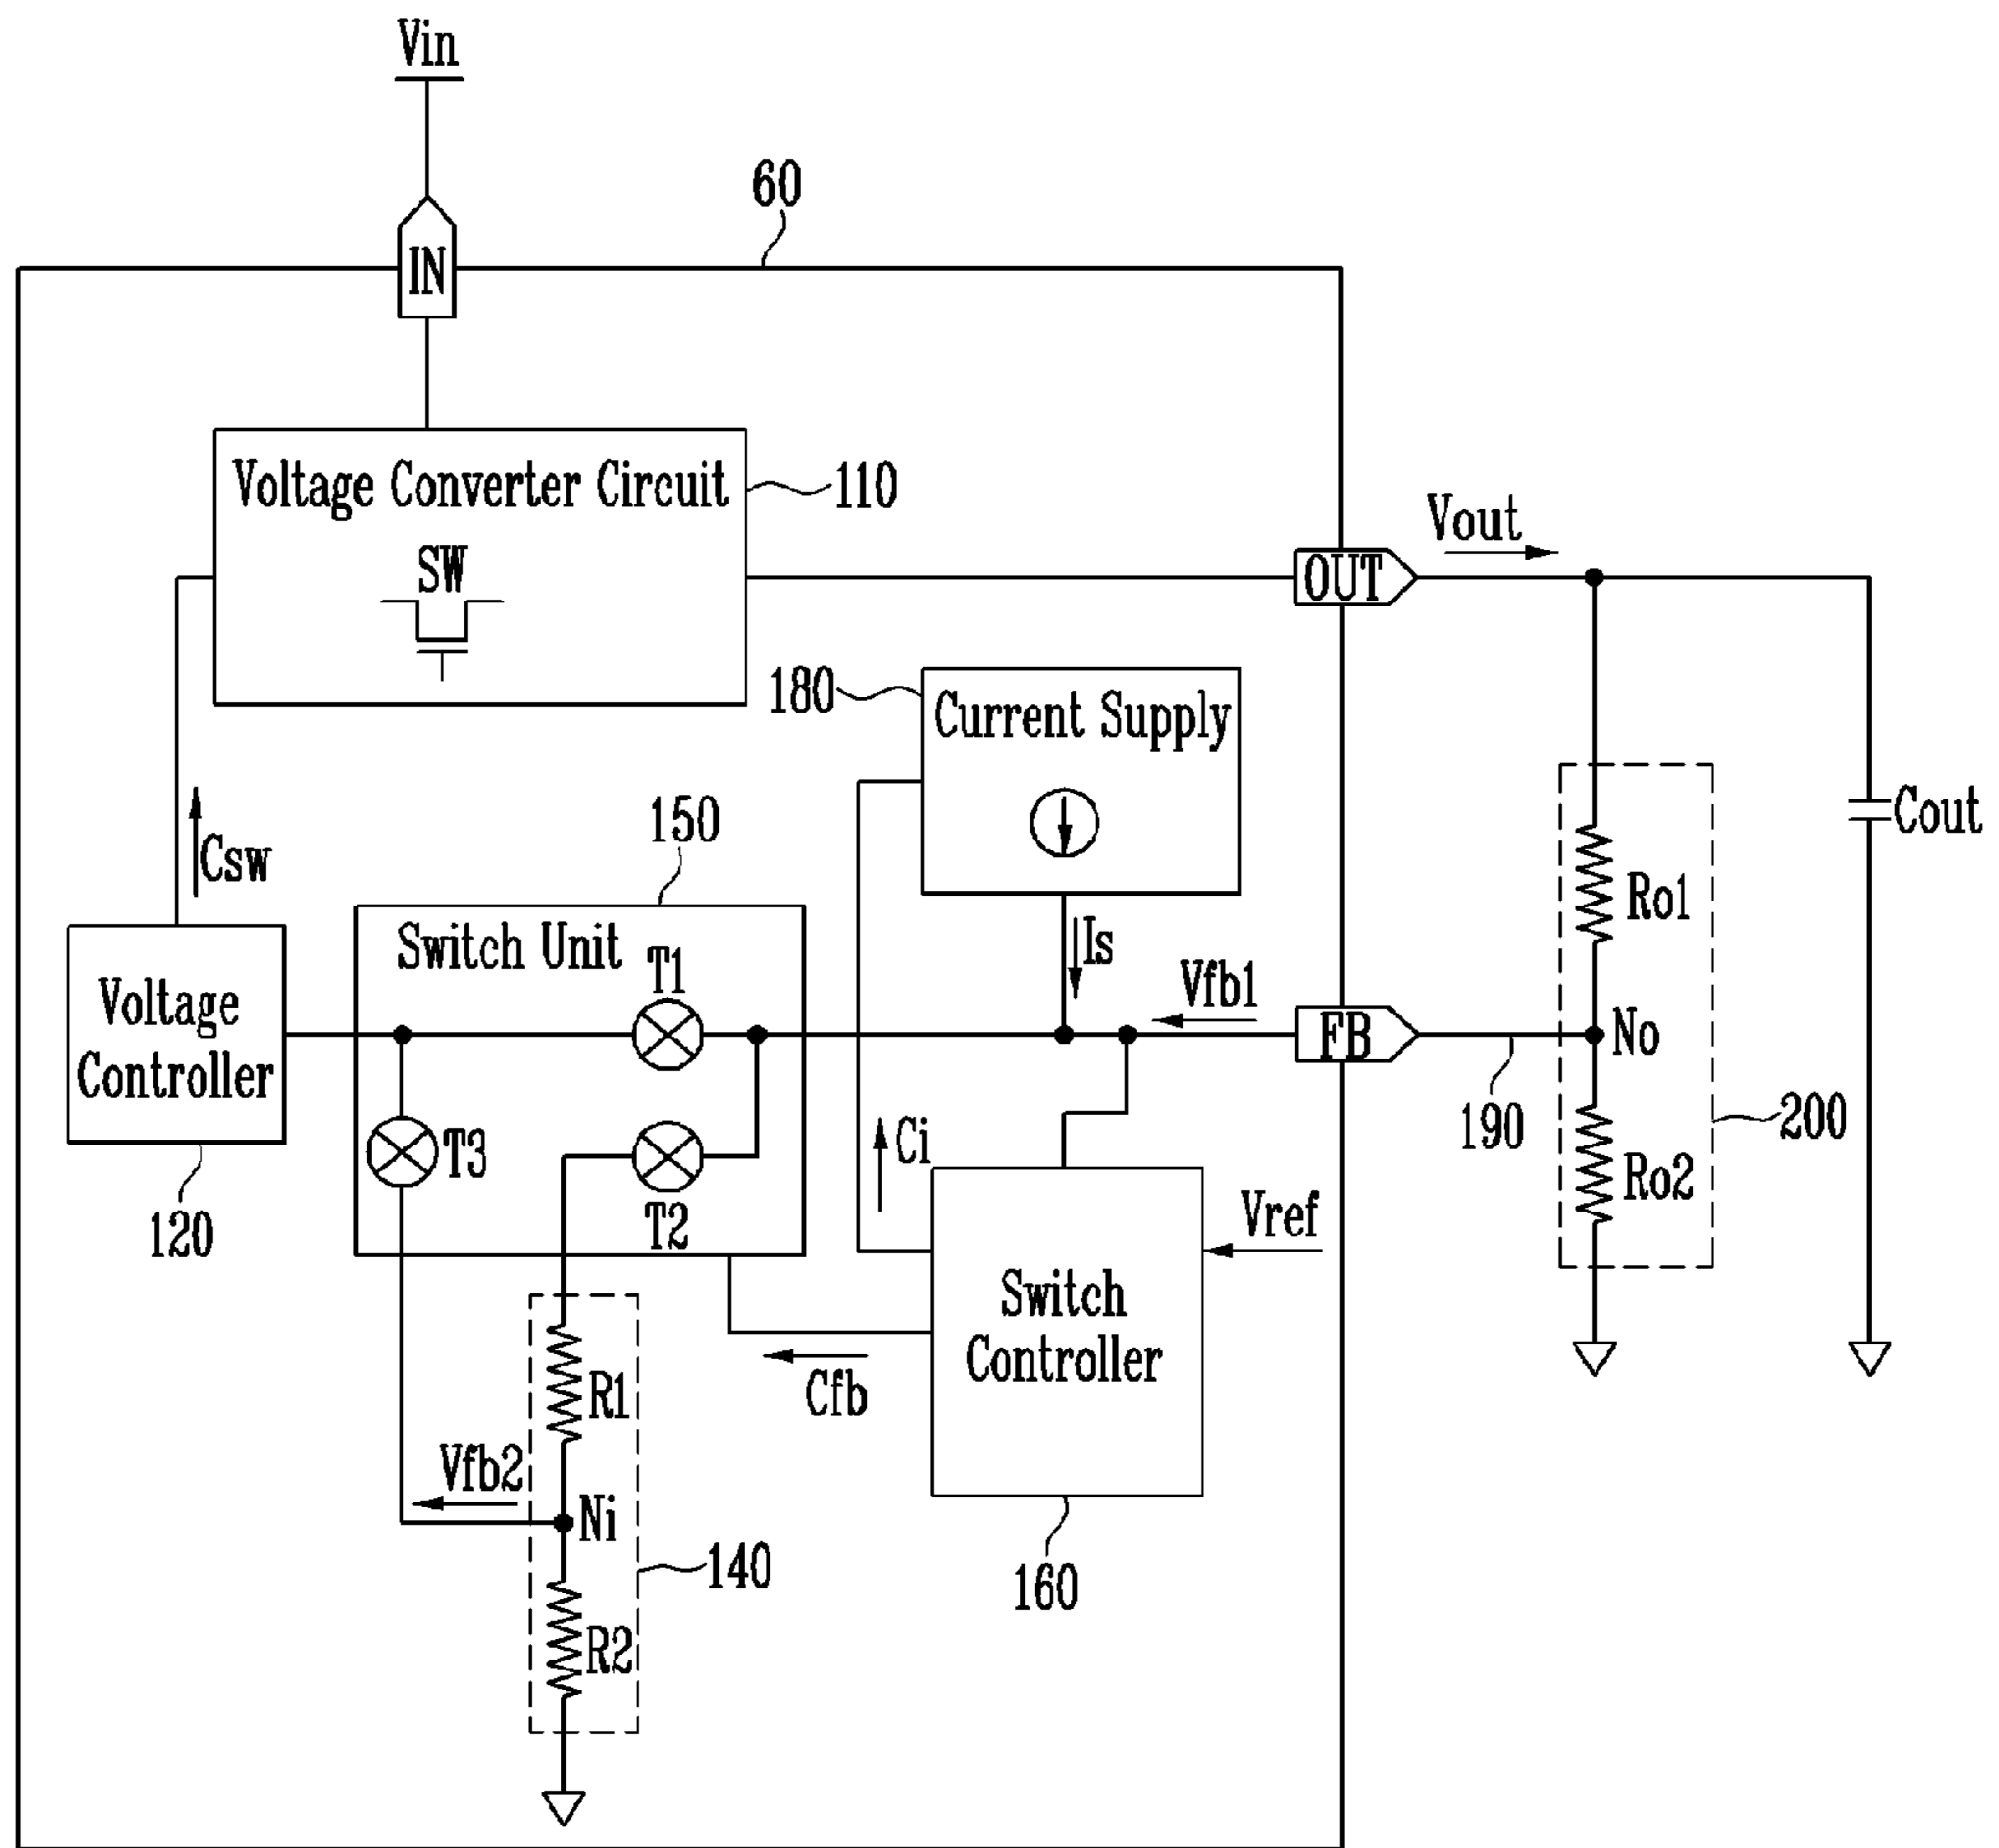 Vin
60
IN
Voltage Converter Circuit
110
SW
Vout
OUT
180
Current Supply
Cout
150
Csw
Ro1
Switch Unit
Is
T1
Vfb1
Voltage
Controller
FB
No
190
200
Ci
T3
T2
Ro2
Vref
120
Switch
Controller
R1
Cfb
Vfb2
Ni
140
160
R2